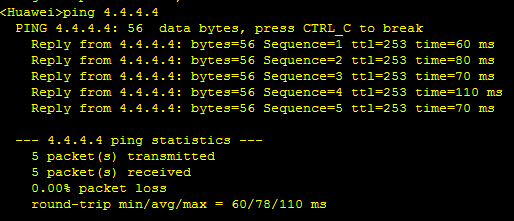 <Huawei>ping 4.4.4.4
PING 4.4.4.4: 56  data bytes, press CTRL_C to break
Reply from 4.4.4.4: bytes=56 Sequence=1 ttl=253 time=60 ms
Reply from 4.4.4.4: bytes=56 Sequence=2 ttl=253 time=80 ms
Reply from 4.4.4.4: bytes=56 Sequence=3 ttl=253 time=70 ms
Reply from 4.4.4.4: bytes=56 Sequence=4 ttl=253 time=110 ms
Reply from 4.4.4.4: bytes=56 Sequence=5 ttl=253 time=70 ms
--- 4.4.4.4 ping statistics ---
5 packet(s) transmitted
5 packet(s) received
0.00% packet loss
round-trip min/avg/max = 60/78/110 ms